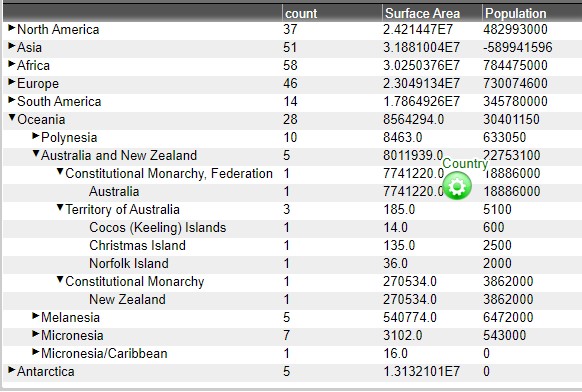 count Surface Area Population
North America 37 2.421447E7 482993000
Asia 51 3.1881004E7 -589941596
Africa 58 3.0250376E7 784475000
Europe 46 2.3049134E7 730074600
South America 14 1.7864926E7 345780000
Oceania 28 8564294.0 30401150
Polynesia 10 8463.0 633050
Australia and New Zealand 5 8011939.0 22753100
Country
Constitutional Monarchy, Federation 1 7741220.0 18886000
Australia 1 7741220.0 18886000
Territory of Australia 3 185.0 5100
Cocos (Keeling) Islands 1 14.0 600
Christmas Island 1 135.0 2500
Norfolk Island 1 36.0 2000
Constitutional Monarchy 1 270534.0 3862000
New Zealand 1 270534.0 3862000
Melanesia 5 540774.0 6472000
Micronesia 7 3102.0 543000
Micronesia/Caribbean 1 16.0 0
Antarctica 5 1.3132101E7 0